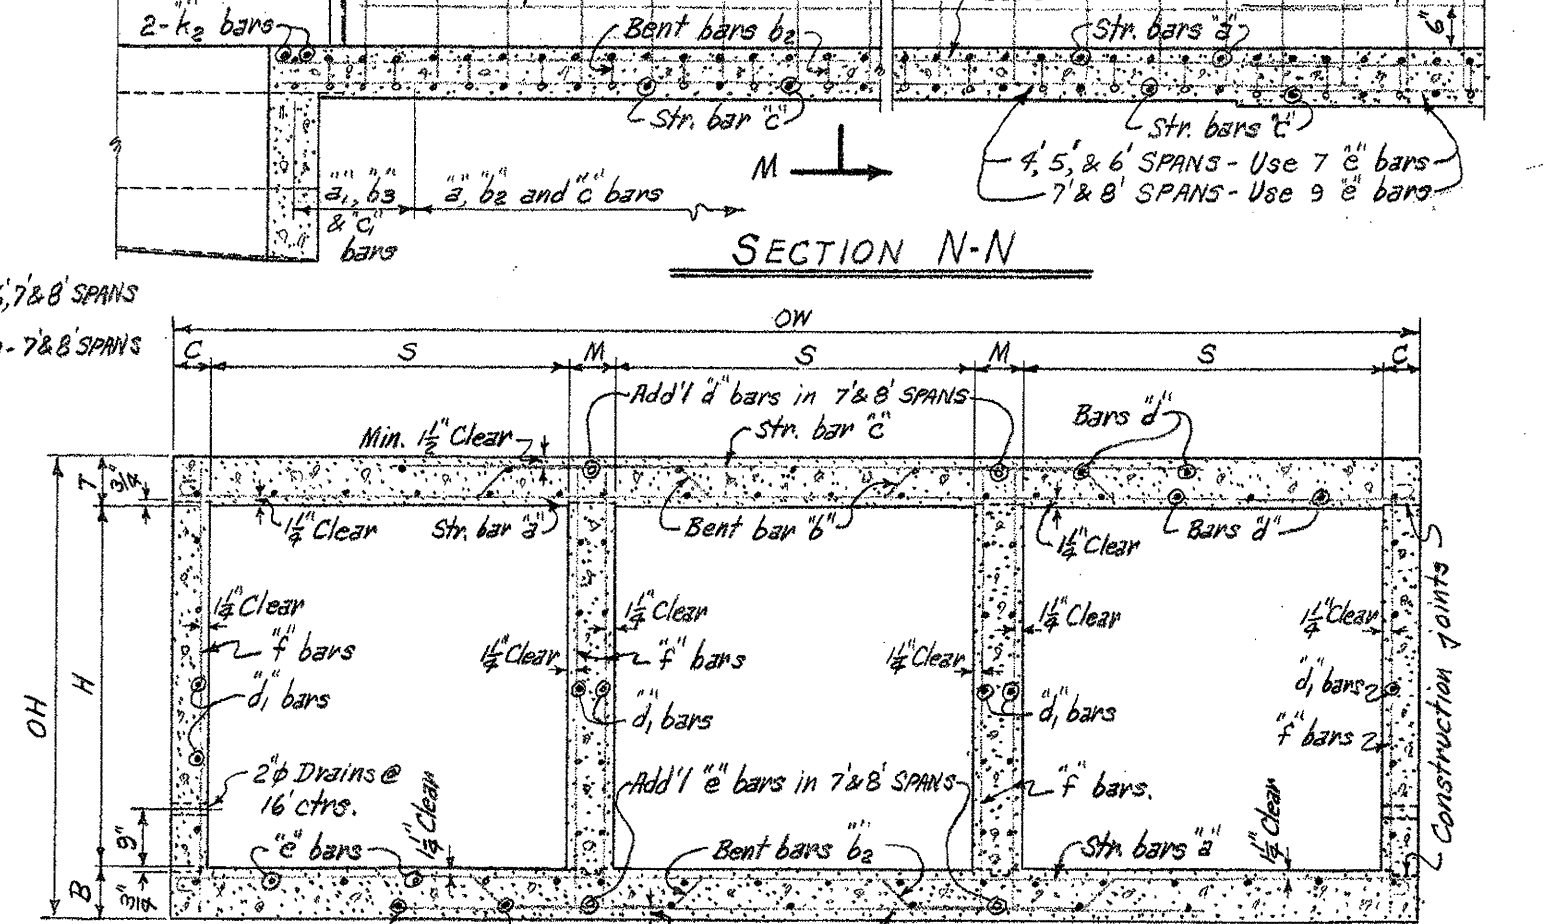 2-"k2" bars
Bent bars b2
Str. bars "a"
6"
Str. bar "c"
Str. bars "c"
M
4', 5', & 6' SPANS - Use 7 "e" bars
7' & 8' SPANS - Use 9 "e" bars
"a1", "b3"
& "c1"
bars
"a", "b2" and "c" bars
SECTION N-N
7' & 8' SPANS
- 7' & 8' SPANS
OW
C
S
M
S
M
S
C
Add'l "d" bars in 7' & 8' SPANS
Bars "d"
Min. 1½" Clear
Str. bar "c"
T
3/4"
1¼" Clear
Str. bar "a"
Bent bar "b"
1¼" Clear
Bars "d"
Construction joints
1¼" Clear
"f" bars
"d1" bars
1¼" Clear
1¼" Clear
"f" bars
"d1" bars
1¼" Clear
1¼" Clear
"d1" bars
1¼" Clear
"d1" bars
"f" bars
OH
H
2"ϕ Drains @
16' ctrs.
1¼" Clear
Add'l "e" bars in 7' & 8' SPANS
"f" bars.
1¼" Clear
9"
"e" bars
Bent bars "b2"
Str. bars "a"
B